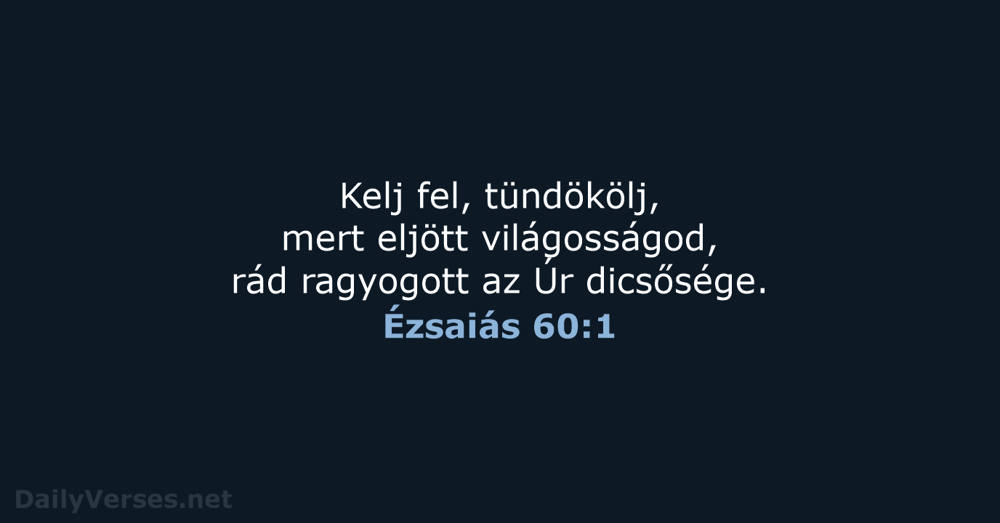 Kelj fel, tündökölj,
mert eljött világosságod,
rád ragyogott az Úr dicsősége.
Ézsaiás 60:1
DailyVerses.net